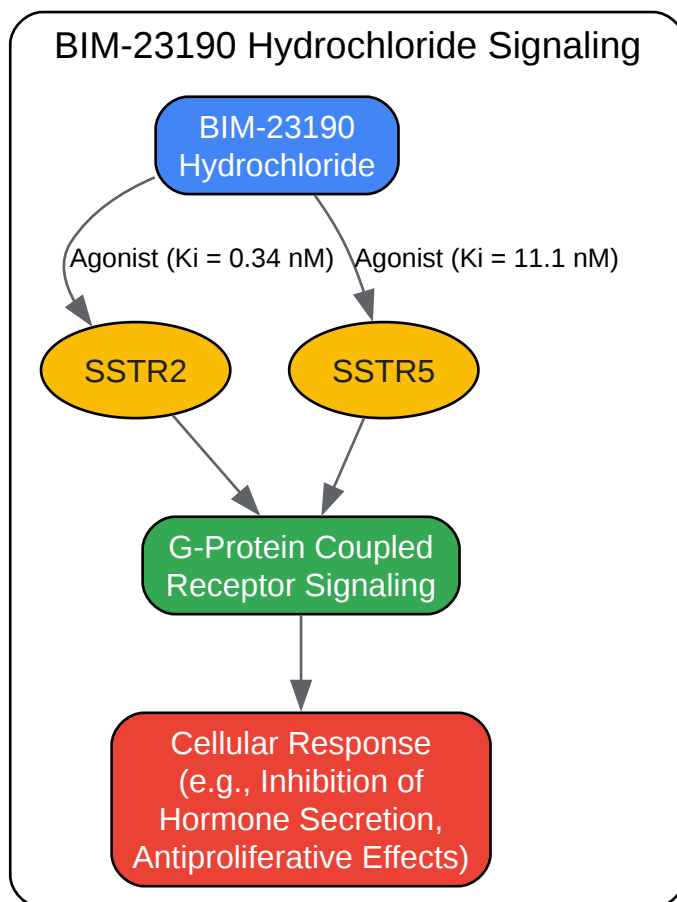 BIM-23190 Hydrochloride Signaling
BIM-23190
Hydrochloride
Agonist (Ki = 0.34 nM)
Agonist (Ki = 11.1 nM)
SSTR2
SSTR5
G-Protein Coupled
Receptor Signaling
Cellular Response
(e.g., Inhibition of
Hormone Secretion,
Antiproliferative Effects)